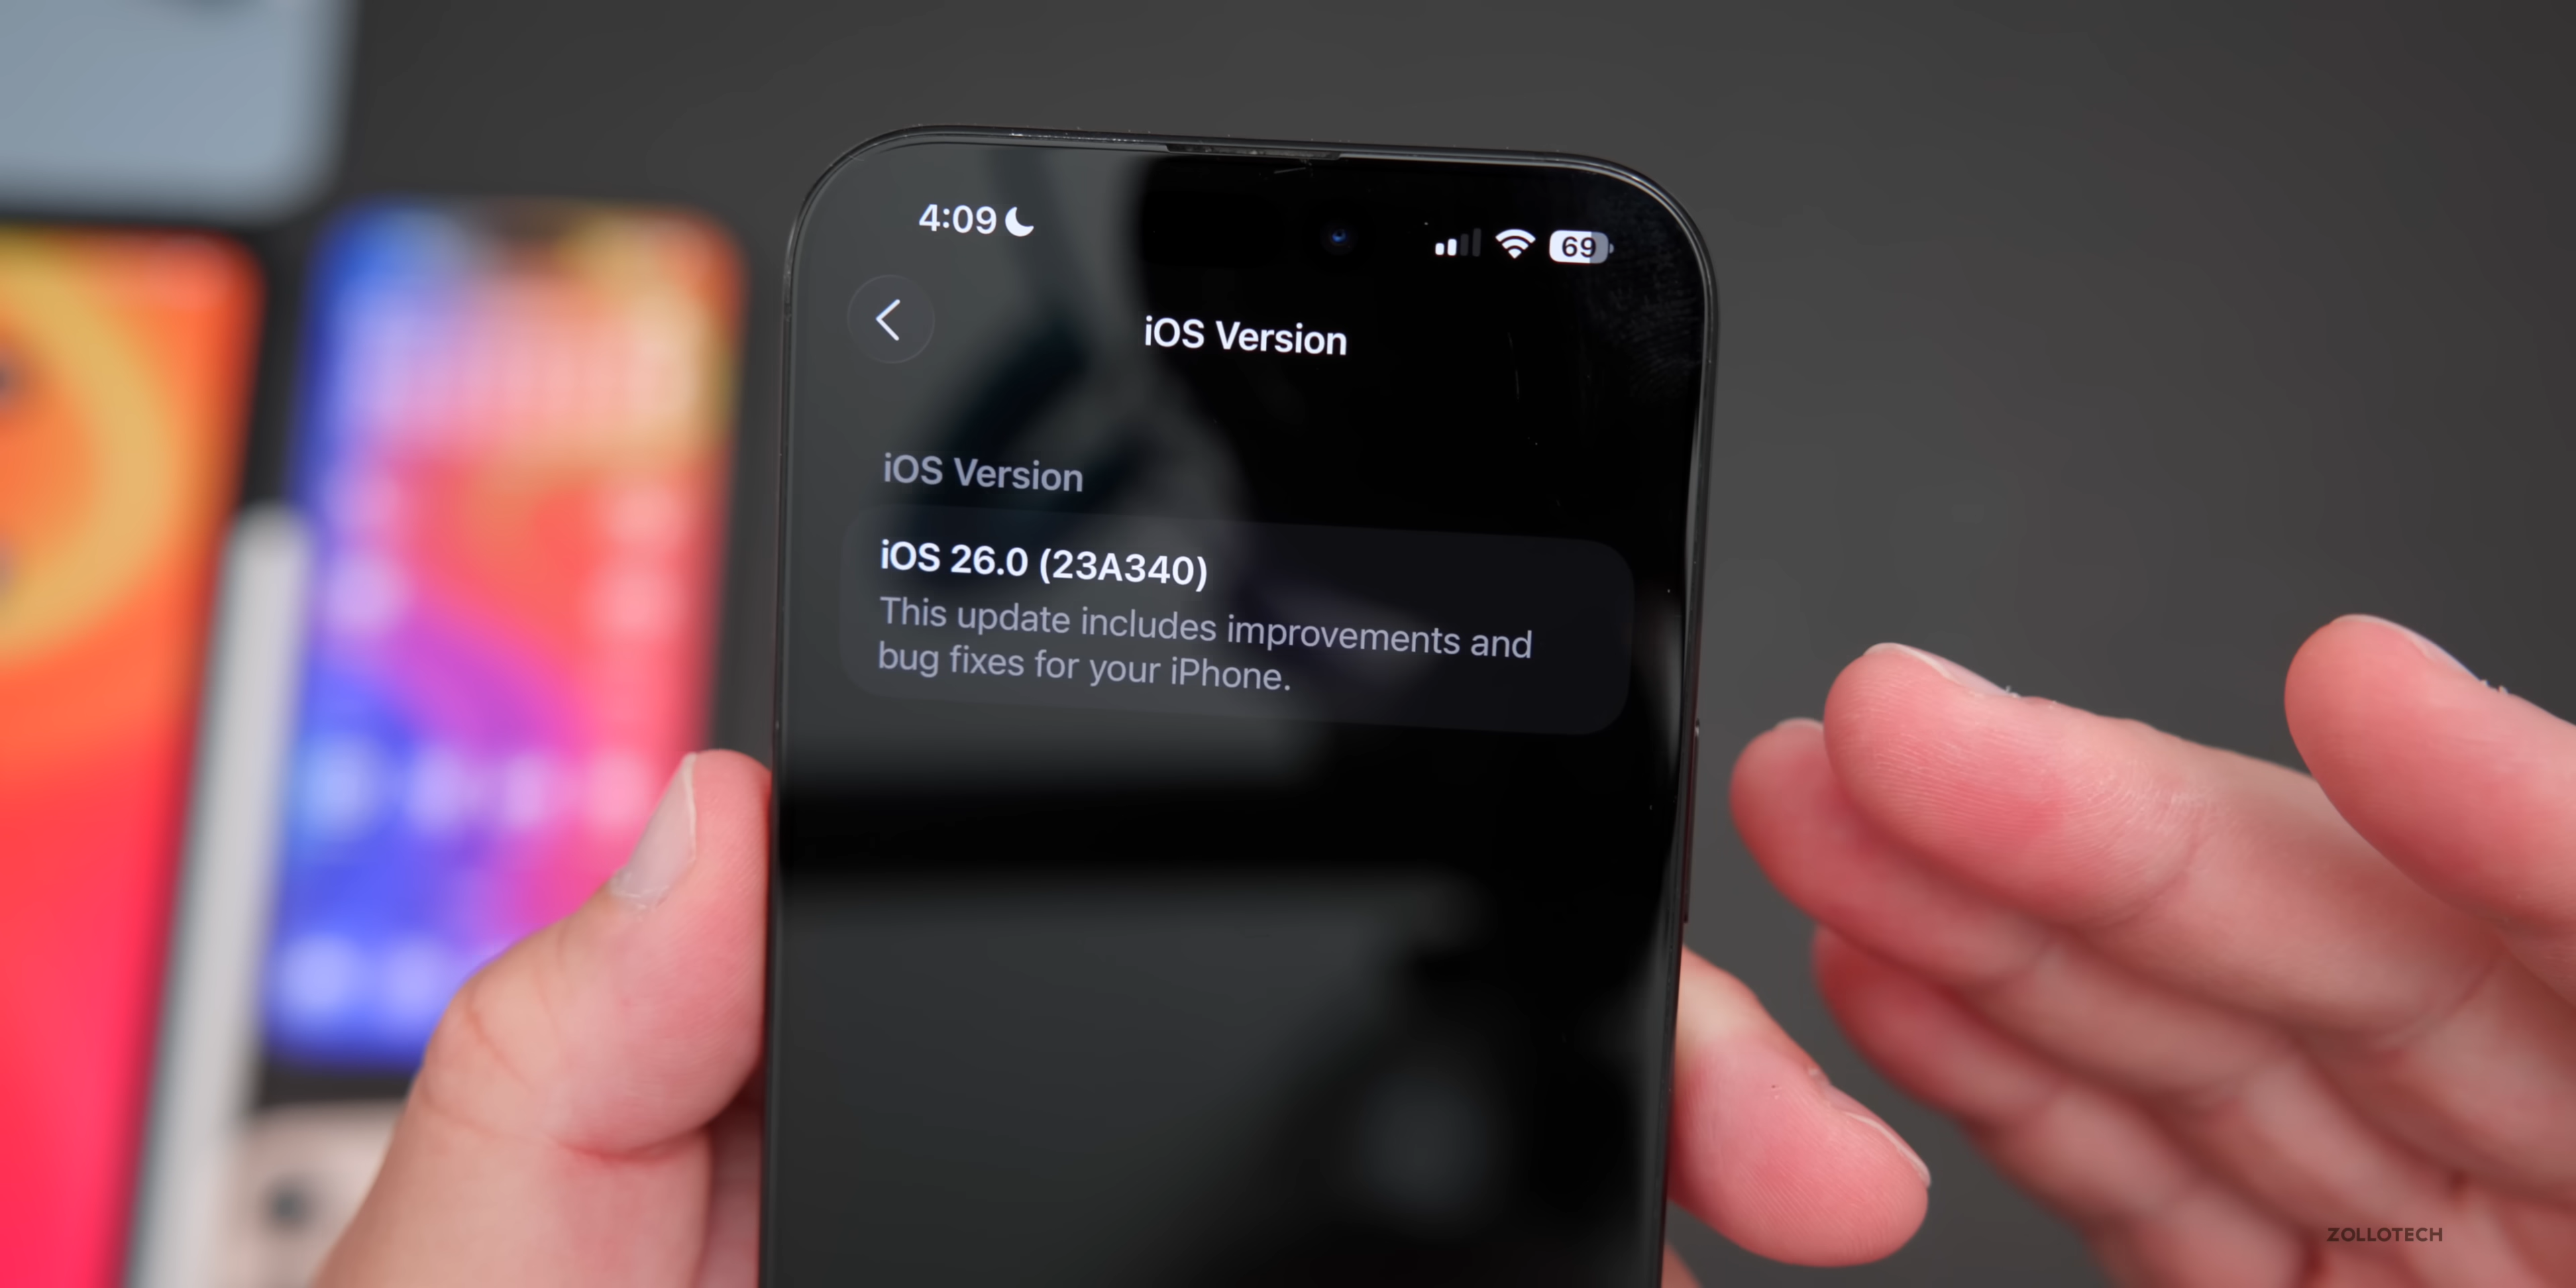 4:09
69
iOS Version
iOS Version
iOS 26.0 (23A340)
This update includes improvements and
bug fixes for your iPhone.
ZOLLOTECH